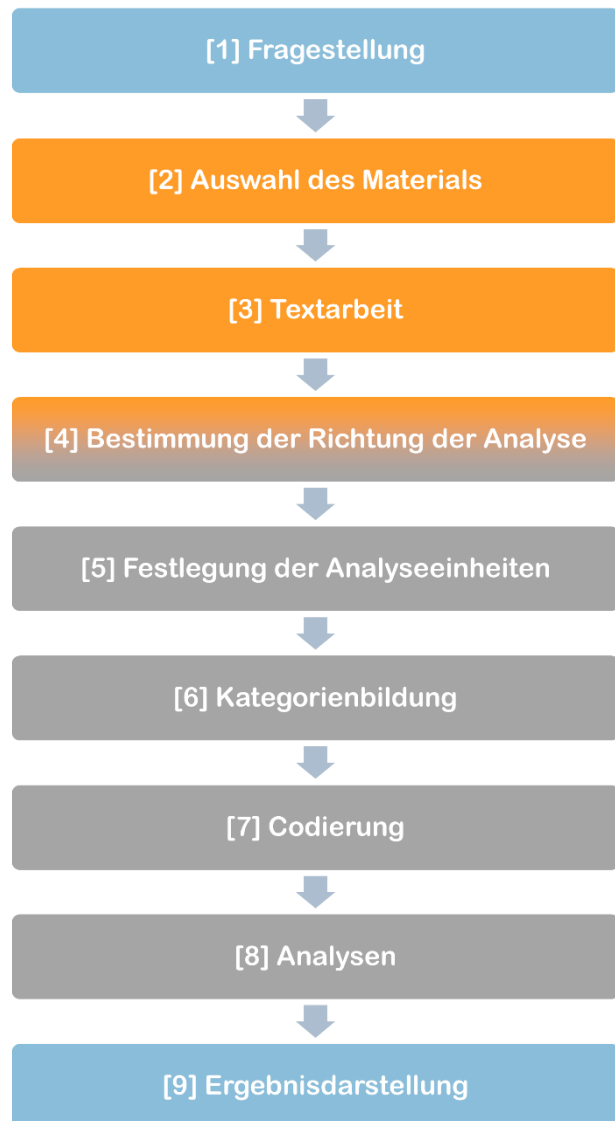 [1] Fragestellung
[2] Auswahl des Materials
[3] Textarbeit
[4] Bestimmung der Richtung der Analyse
[5] Festlegung der Analyseeinheiten
[6] Kategorienbildung
[7] Codierung
[8] Analysen
[9] Ergebnisdarstellung